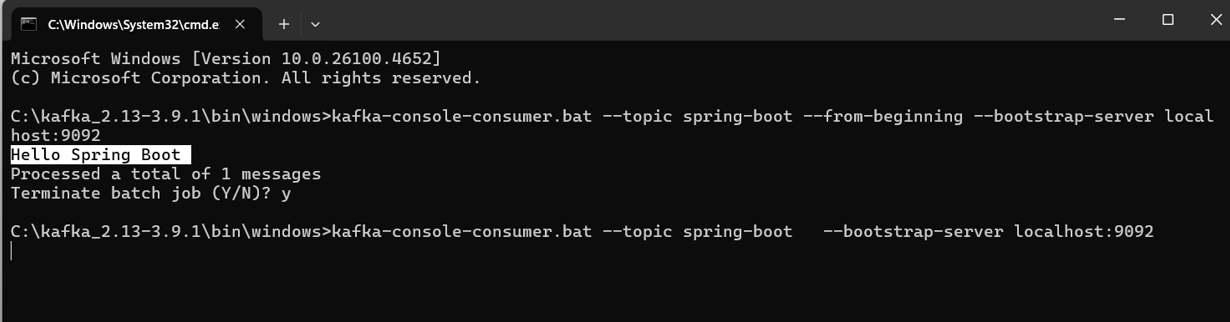 C:\Windows\System32\cmd.e
Microsoft Windows [Version 10.0.26100.4652]
(c) Microsoft Corporation. All rights reserved.
C:\kafka_2.13-3.9.1\bin\windows>kafka-console-consumer.bat --topic spring-boot --from-beginning --bootstrap-server local
host:9092
Hello Spring Boot
Processed a total of 1 messages
Terminate batch job (Y/N)? y
C:\kafka_2.13-3.9.1\bin\windows>kafka-console-consumer.bat --topic spring-boot   --bootstrap-server localhost:9092